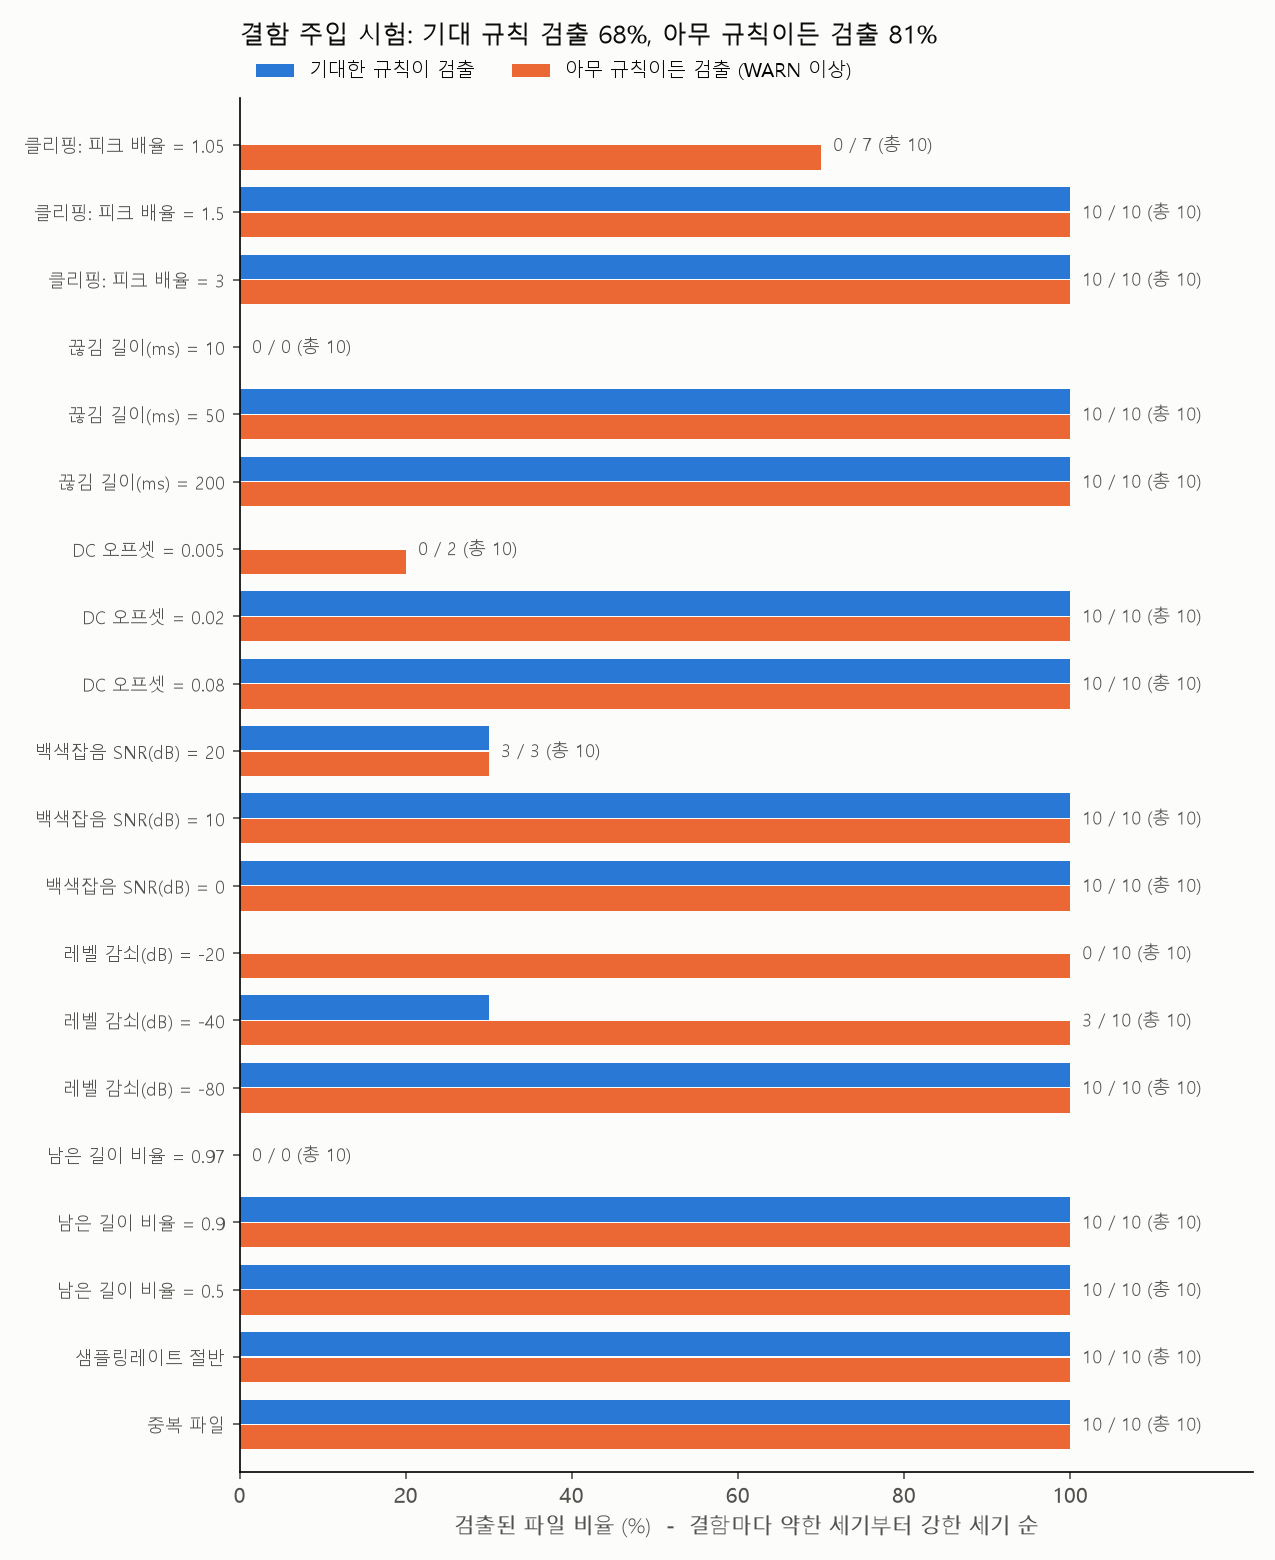 결함 주입 시험: 기대 규칙 검출 68%, 아무 규칙이든 검출 81%
기대한 규칙이 검출 아무 규칙이든 검출 (WARN 이상)
클리핑: 피크 배율 = 1.05 0 / 7 (총 10)
클리핑: 피크 배율 = 1.5 10 / 10 (총 10)
클리핑: 피크 배율 = 3 10 / 10 (총 10)
끊김 길이(ms) = 10 0 / 0 (총 10)
끊김 길이(ms) = 50 10 / 10 (총 10)
끊김 길이(ms) = 200 10 / 10 (총 10)
DC 오프셋 = 0.005 0 / 2 (총 10)
DC 오프셋 = 0.02 10 / 10 (총 10)
DC 오프셋 = 0.08 10 / 10 (총 10)
백색잡음 SNR(dB) = 20 3 / 3 (총 10)
백색잡음 SNR(dB) = 10 10 / 10 (총 10)
백색잡음 SNR(dB) = 0 10 / 10 (총 10)
레벨 감쇠(dB) = -20 0 / 10 (총 10)
레벨 감쇠(dB) = -40 3 / 10 (총 10)
레벨 감쇠(dB) = -80 10 / 10 (총 10)
남은 길이 비율 = 0.97 0 / 0 (총 10)
남은 길이 비율 = 0.9 10 / 10 (총 10)
남은 길이 비율 = 0.5 10 / 10 (총 10)
샘플링레이트 절반 10 / 10 (총 10)
중복 파일 10 / 10 (총 10)
0 20 40 60 80 100
검출된 파일 비율 (%) - 결함마다 약한 세기부터 강한 세기 순